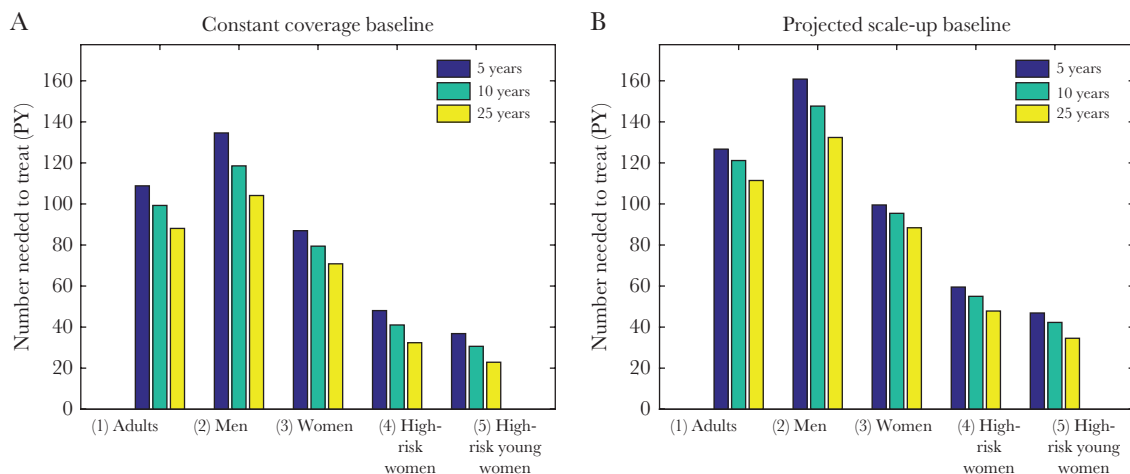 A
Constant coverage baseline
Number needed to treat (PY)
160
140
120
100
80
60
40
20
0
5 years
10 years
25 years
(1) Adults
(2) Men
(3) Women
(4) High-
risk
women
(5) High-
risk young
women
B
Projected scale-up baseline
Number needed to treat (PY)
160
140
120
100
80
60
40
20
0
5 years
10 years
25 years
(1) Adults
(2) Men
(3) Women
(4) High-
risk
women
(5) High-
risk young
women